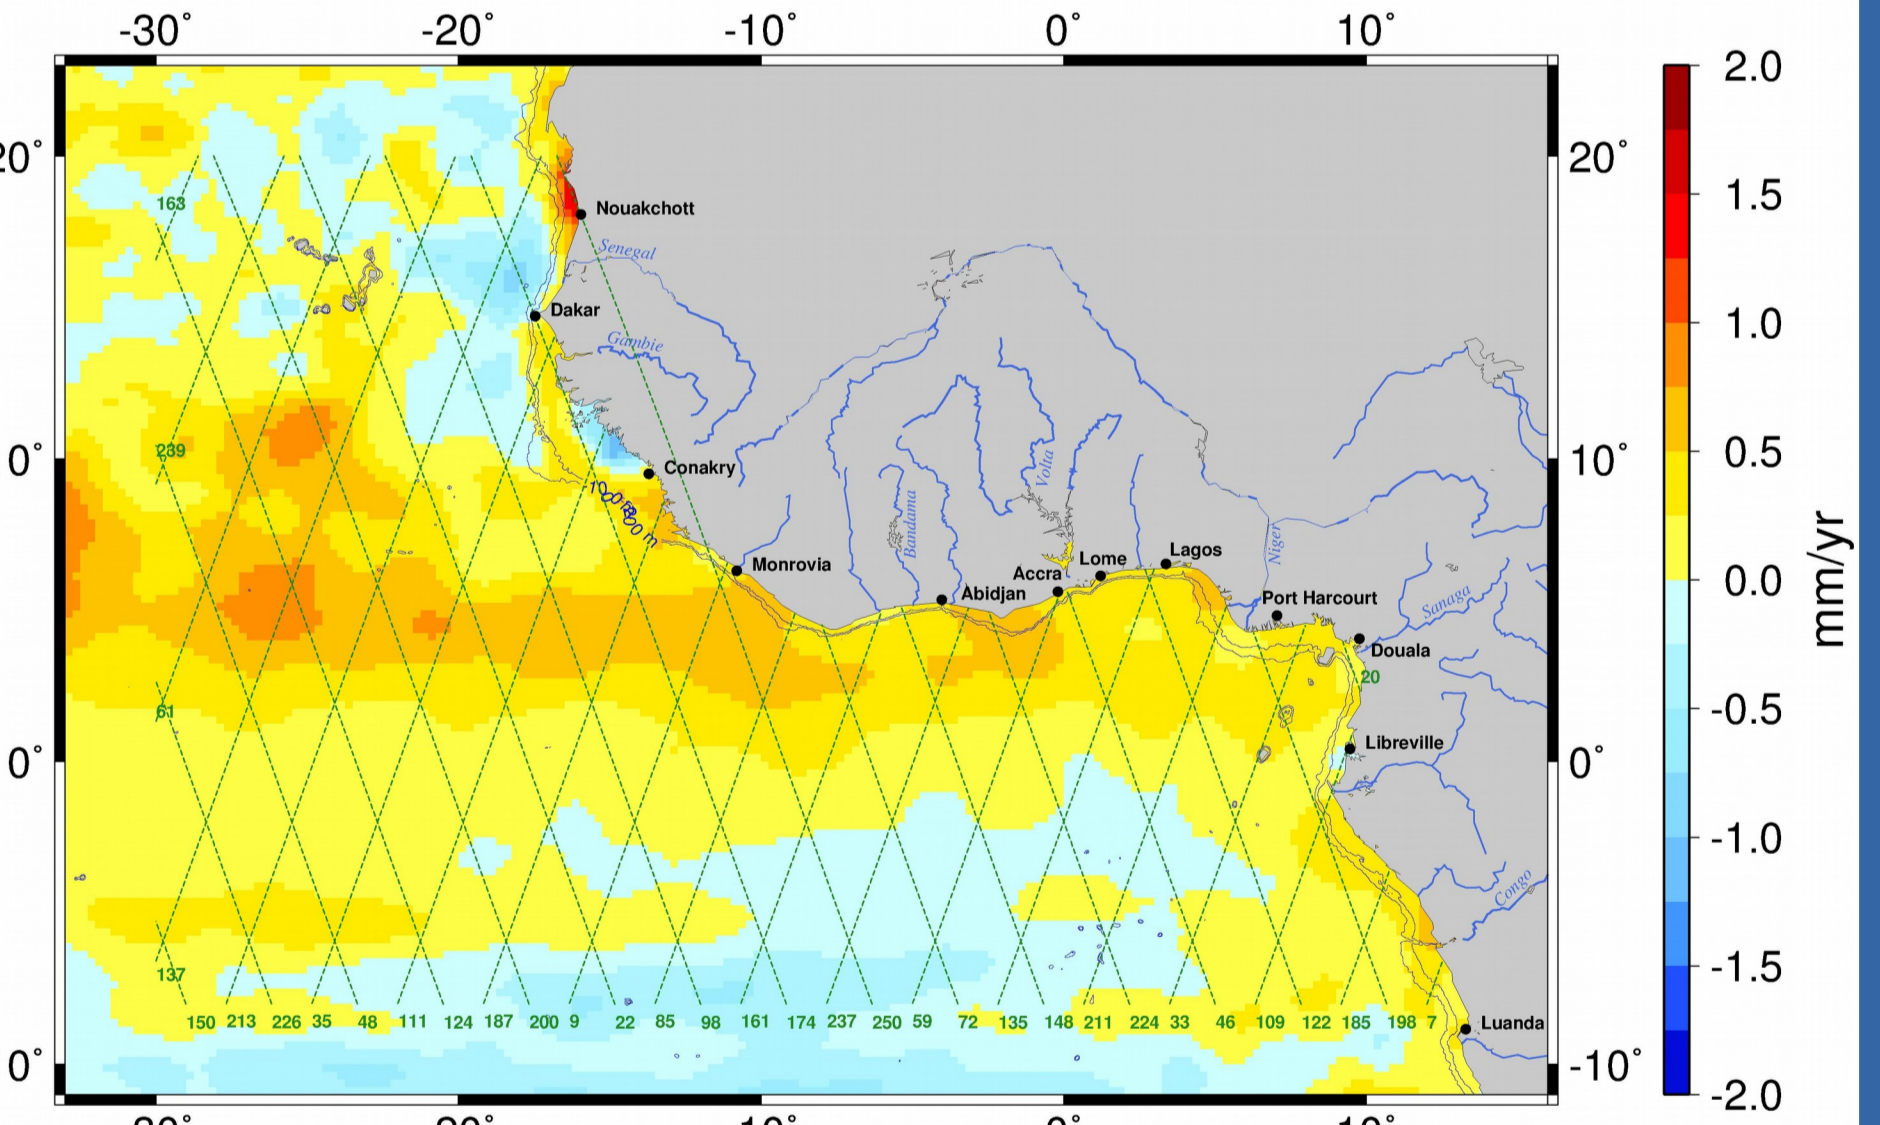 -30° -20° -10° 0° 10°
2.0
20° 20°
163
Nouakchott
1.5
Senegal
Dakar
1.0
Gambie
239
0° 10°
0.5
Conakry
Volta
Bandama
Niger
Monrovia
Lome
Lagos
Accra
Abidjan
0.0
mm/yr
Port Harcourt
Sanaga
Douala
20
61
-0.5
Libreville
0° 0°
-1.0
Congo
137
-1.5
150 213 226 35 48 111 124 187 200 9 22 85 98 161 174 237 250 59 72 135 148 211 224 33 46 109 122 185 198 7
Luanda
0° -10°
-2.0